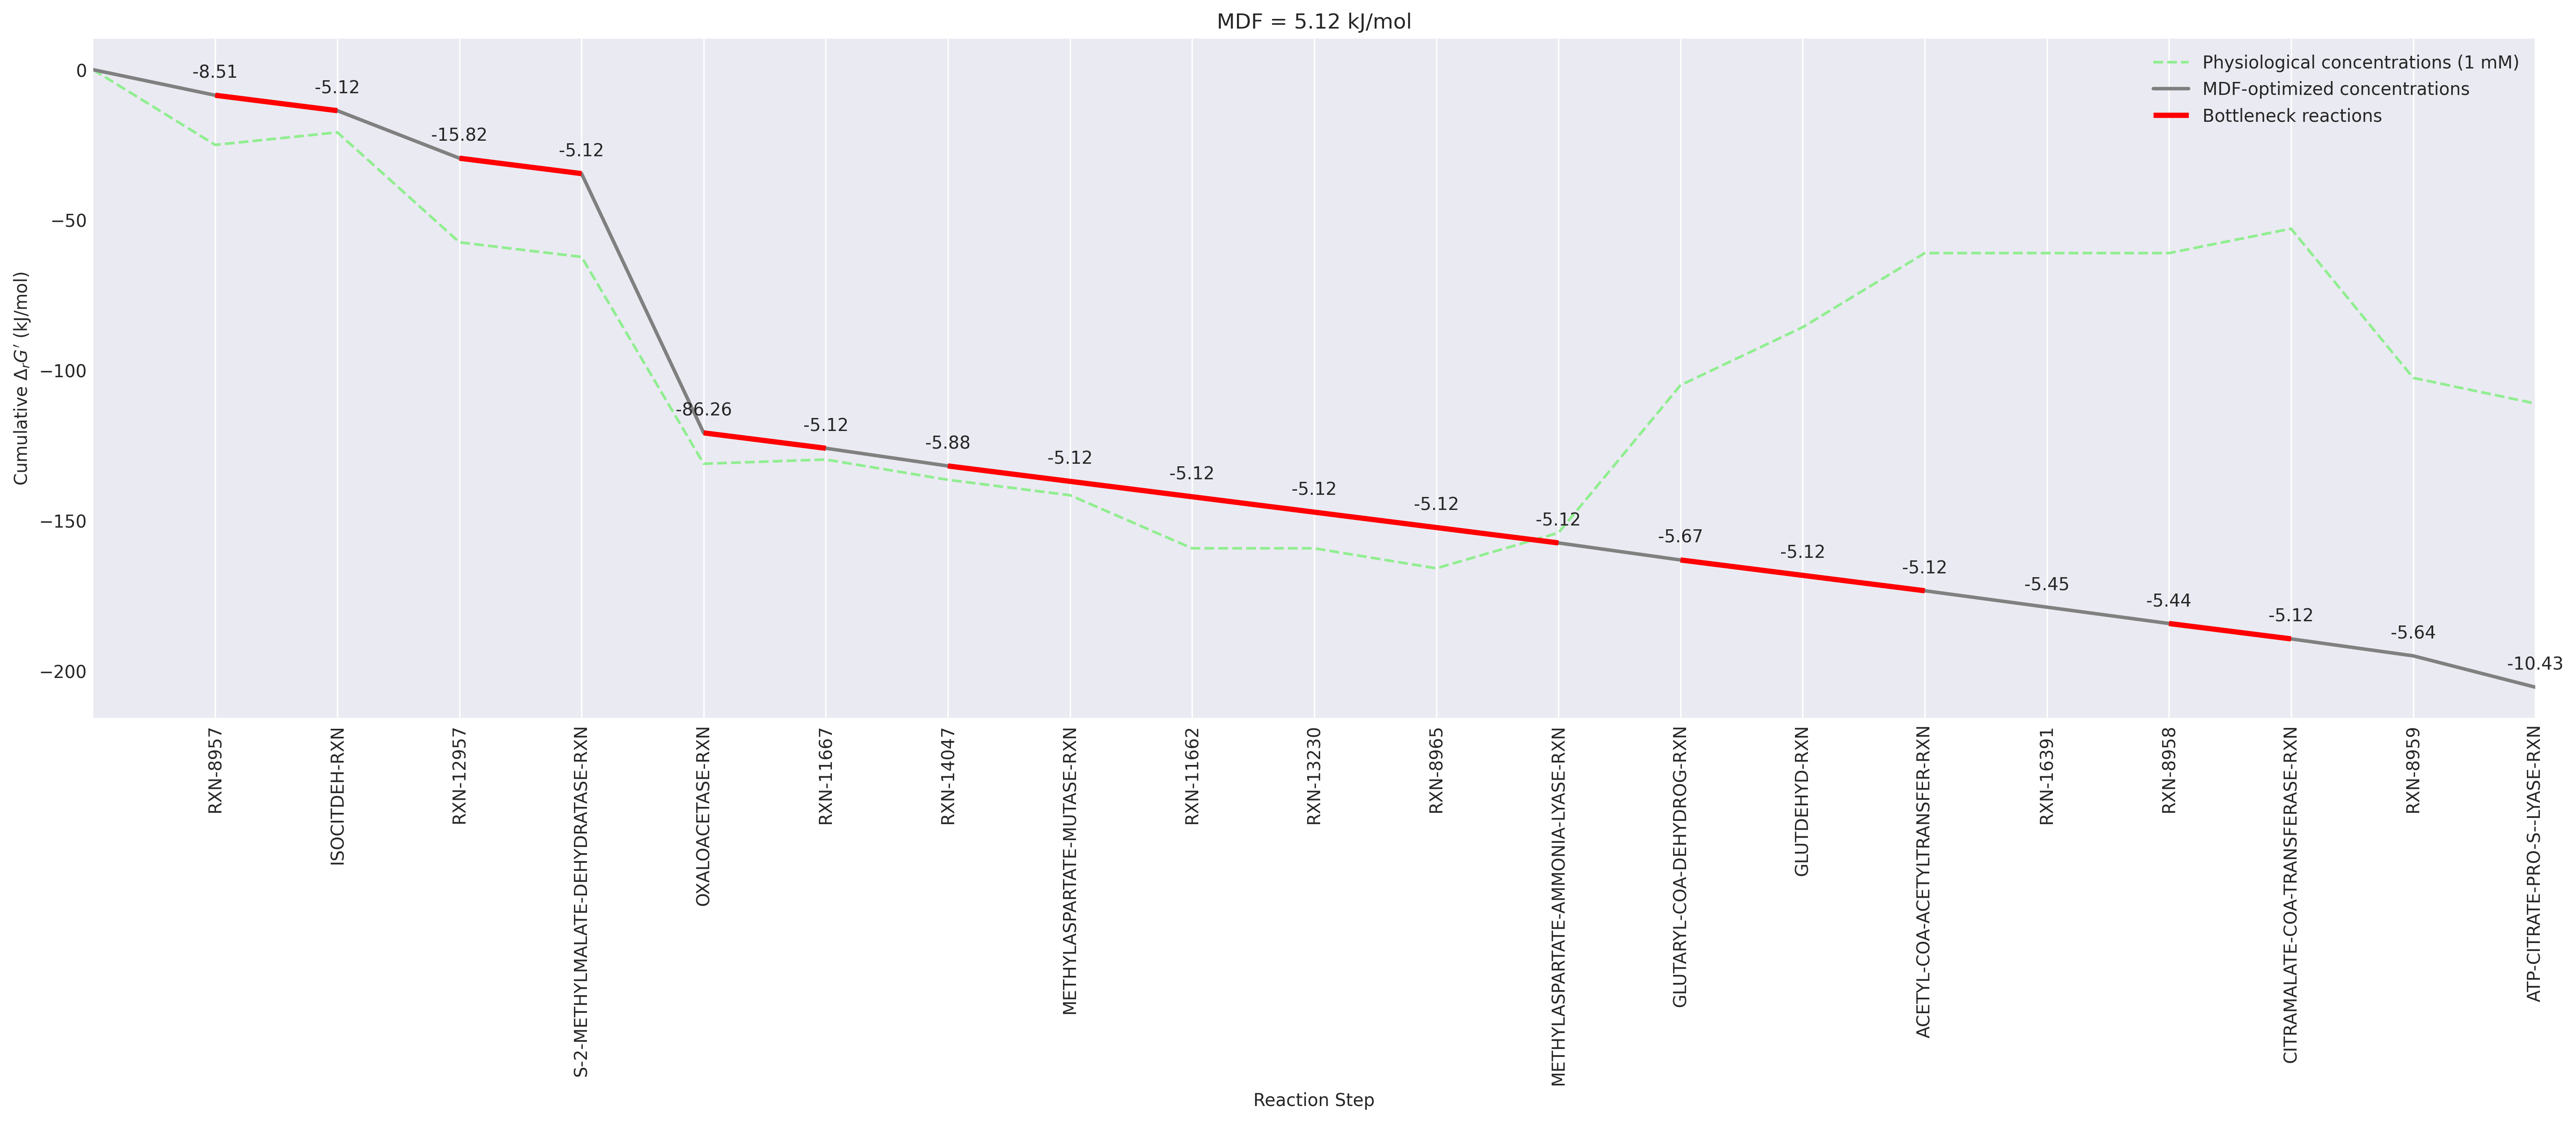 MDF = 5.12 kJ/mol
Physiological concentrations (1 mM)
MDF-optimized concentrations
Bottleneck reactions
Cumulative ΔrG′ (kJ/mol)
0
−50
−100
−150
−200
-8.51
-5.12
-15.82
-5.12
-86.26
-5.12
-5.88
-5.12
-5.12
-5.12
-5.12
-5.12
-5.67
-5.12
-5.12
-5.45
-5.44
-5.12
-5.64
-10.43
RXN-8957
ISOCITDEH-RXN
RXN-12957
S-2-METHYLMALATE-DEHYDRATASE-RXN
OXALOACETASE-RXN
RXN-11667
RXN-14047
METHYLASPARTATE-MUTASE-RXN
RXN-11662
RXN-13230
RXN-8965
METHYLASPARTATE-AMMONIA-LYASE-RXN
GLUTARYL-COA-DEHYDROG-RXN
GLUTDEHYD-RXN
ACETYL-COA-ACETYLTRANSFER-RXN
RXN-16391
RXN-8958
CITRAMALATE-COA-TRANSFERASE-RXN
RXN-8959
ATP-CITRATE-PRO-S--LYASE-RXN
Reaction Step